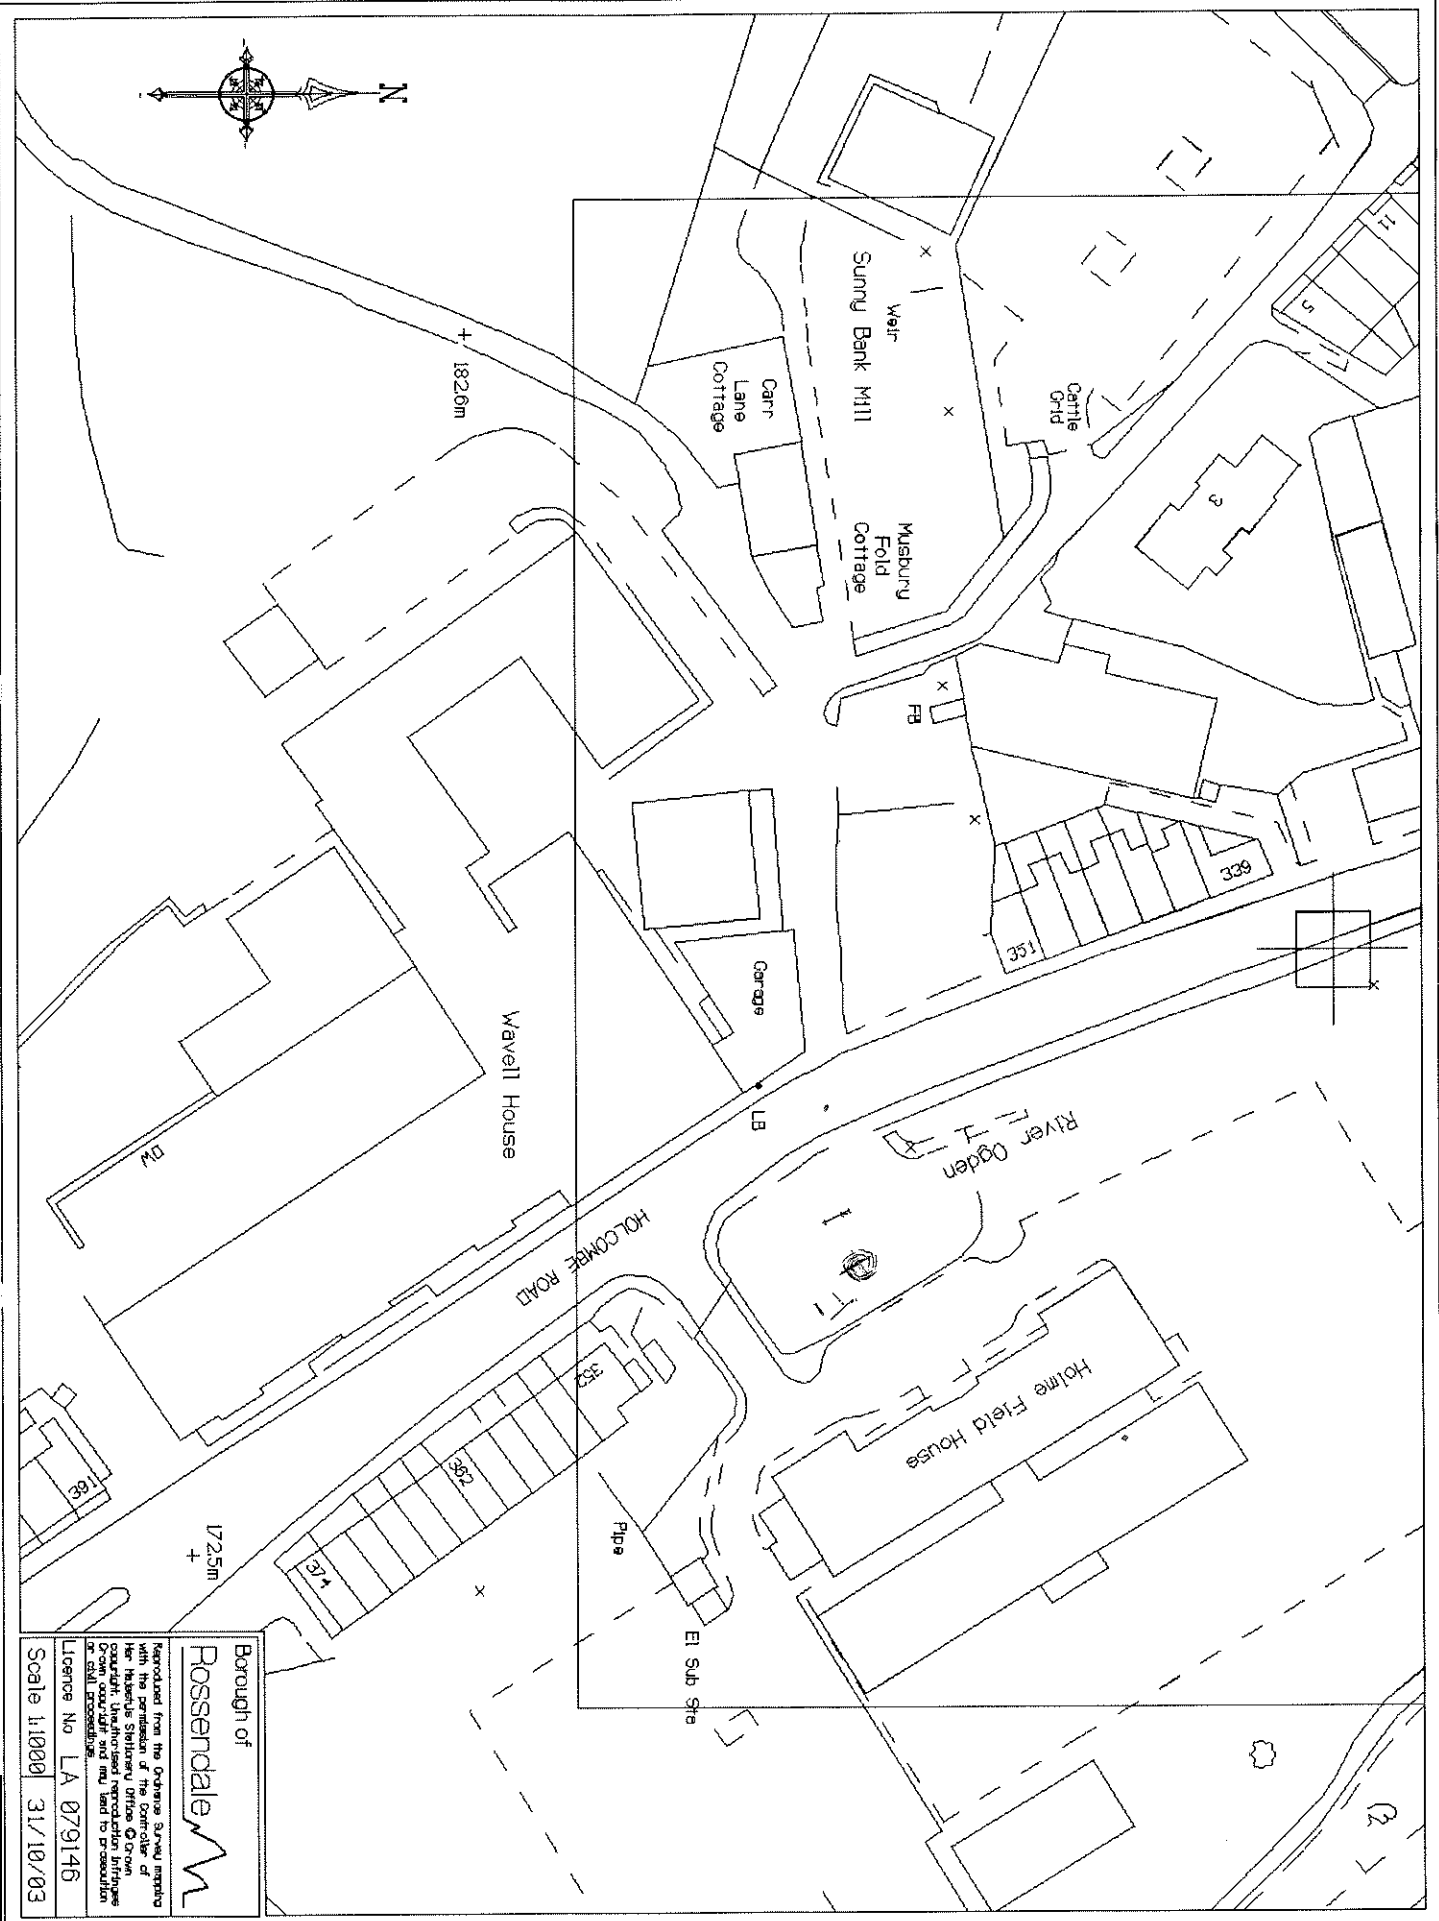 N
182.6m
Sunny Bank Mill
Weir
Carr
Lane
Cottage
Cattle
Grid
Musbury
Fold
Cottage
11
5
3
FB
339
351
Garage
LB
Wavell House
DW
River Ogden
HOLCOMBE ROAD
Holme Field House
352
362
374
391
Pipe
El Sub Sta
172.5m
Borough of
Rossendale
Reproduced from the Ordnance Survey mapping
with the permission of the Controller of
Her Majesty's Stationery Office © Crown
copyright. Unauthorised reproduction infringes
Crown copyright and may lead to prosecution
or civil proceedings.
Licence No LA 079146
Scale 1:1000 31/10/03